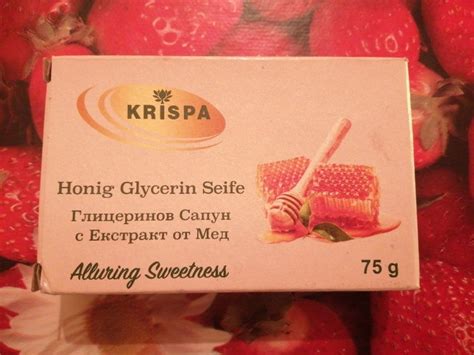 KRISPA
Honig Glycerin Seife
Глицеринов Сапун
с Екстракт от Мед
Alluring Sweetness
75 g